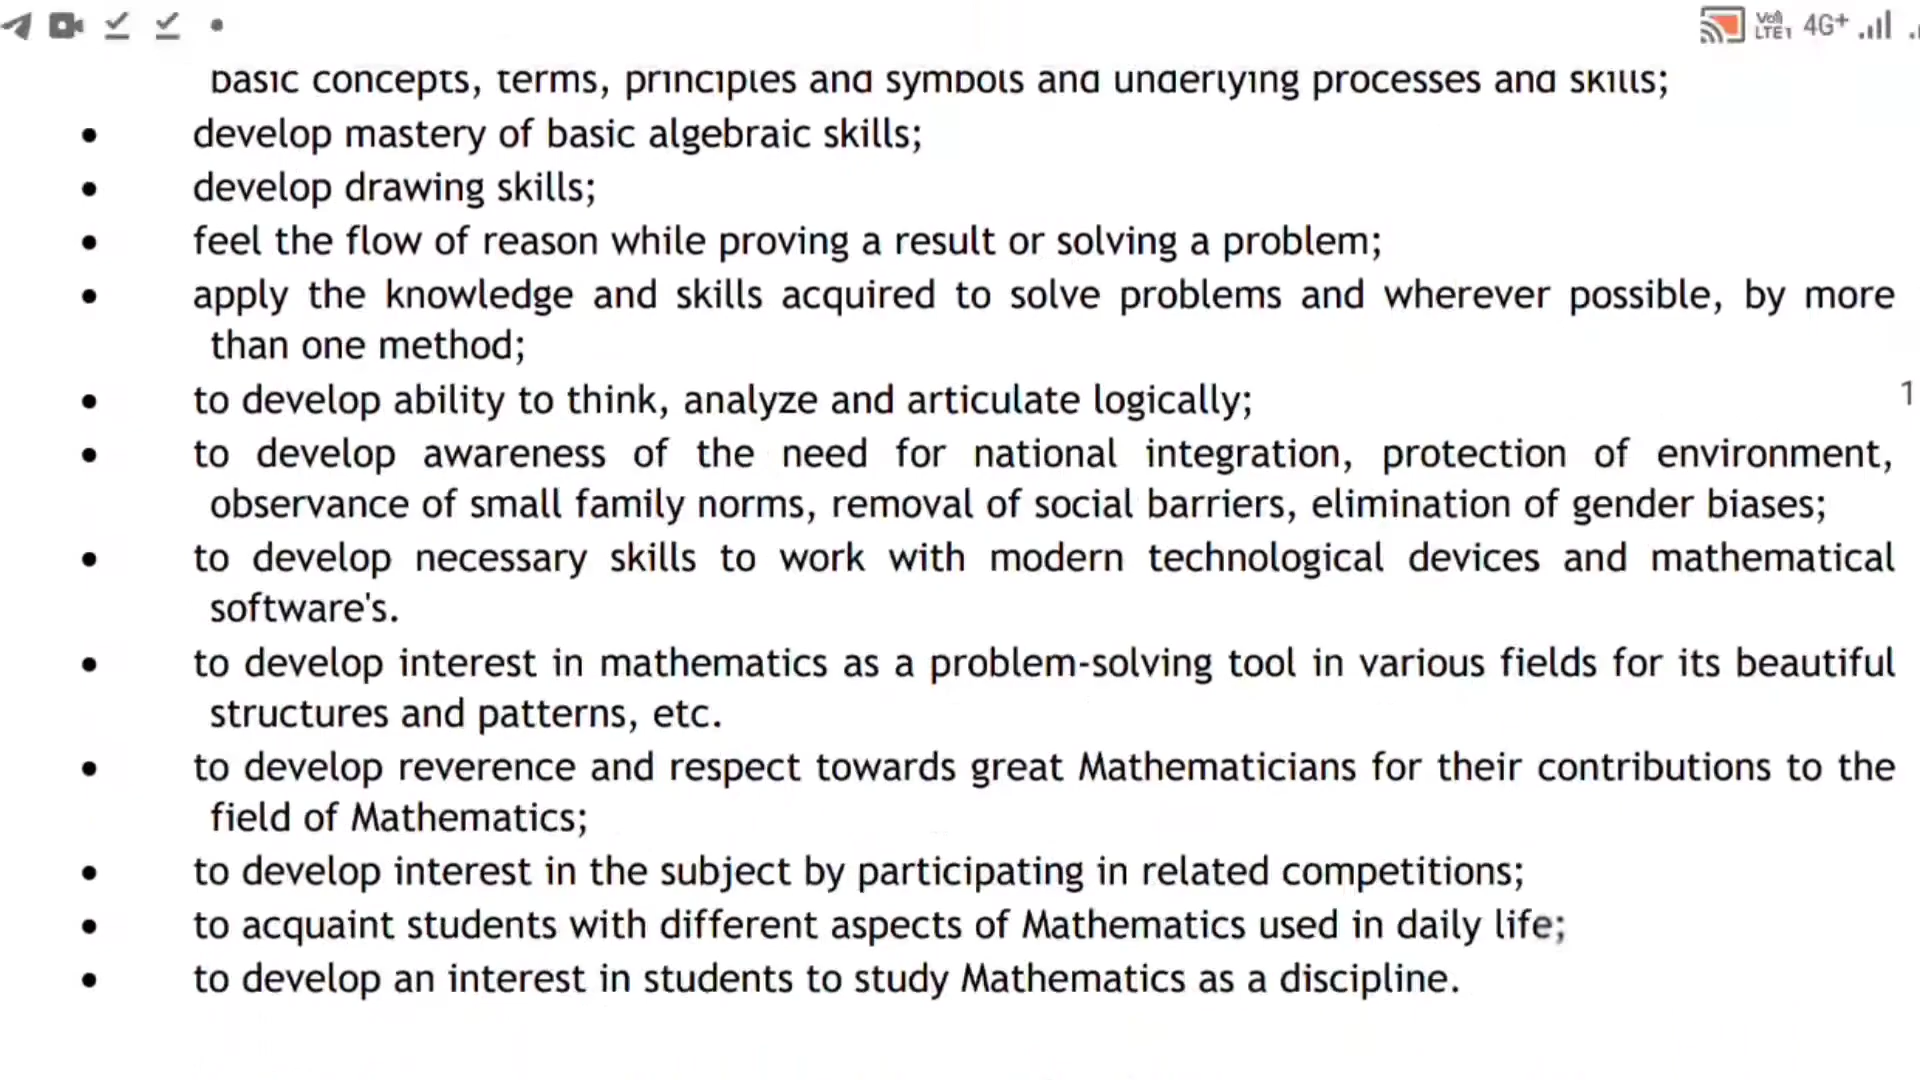 VoLTE1 4G+
basic concepts, terms, principles and symbols and underlying processes and skills;
• develop mastery of basic algebraic skills;
• develop drawing skills;
• feel the flow of reason while proving a result or solving a problem;
• apply the knowledge and skills acquired to solve problems and wherever possible, by more
than one method;
• to develop ability to think, analyze and articulate logically;
1
• to develop awareness of the need for national integration, protection of environment,
observance of small family norms, removal of social barriers, elimination of gender biases;
• to develop necessary skills to work with modern technological devices and mathematical
software's.
• to develop interest in mathematics as a problem-solving tool in various fields for its beautiful
structures and patterns, etc.
• to develop reverence and respect towards great Mathematicians for their contributions to the
field of Mathematics;
• to develop interest in the subject by participating in related competitions;
• to acquaint students with different aspects of Mathematics used in daily life;
• to develop an interest in students to study Mathematics as a discipline.